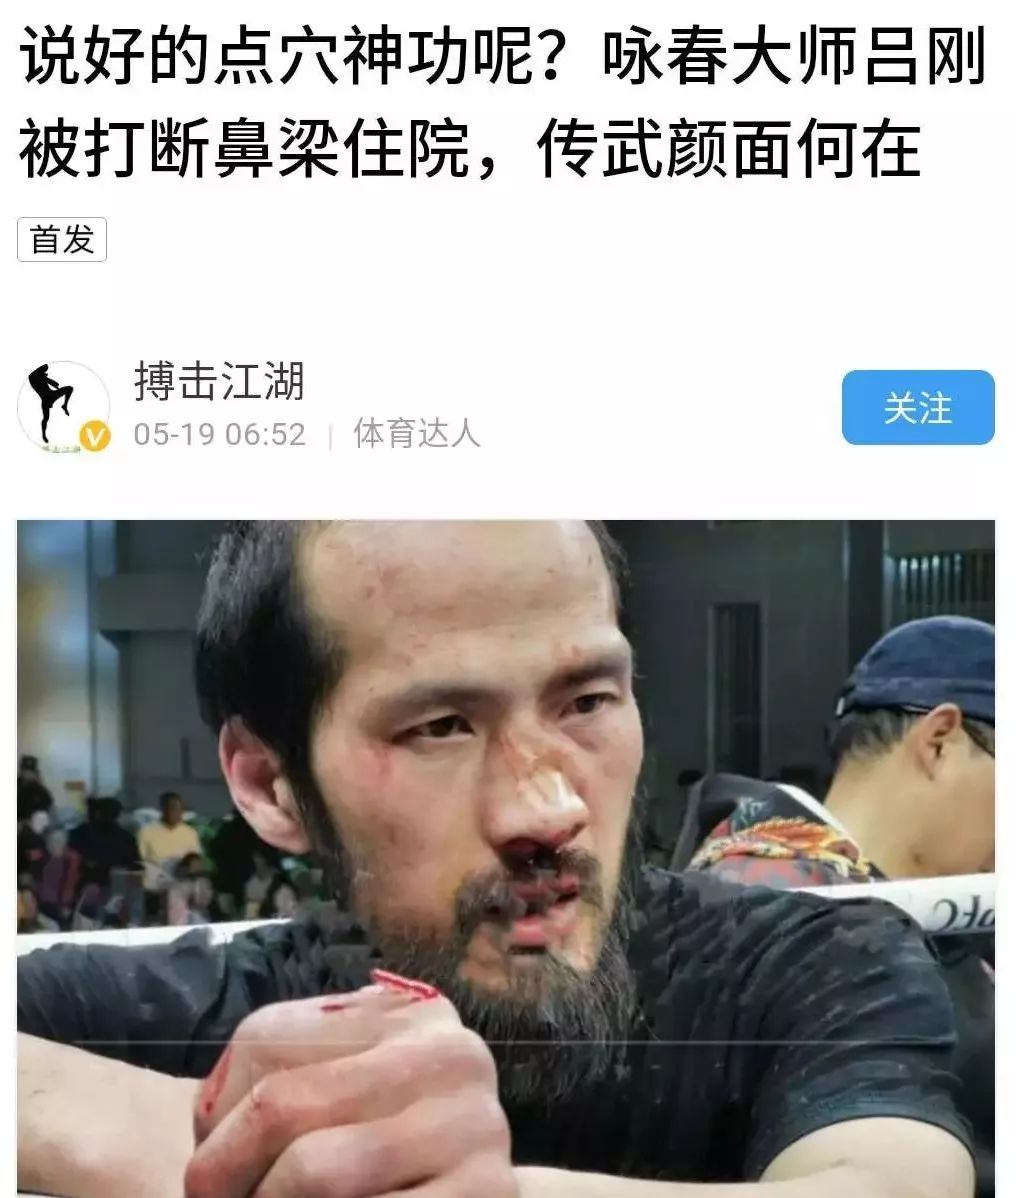 说好的点穴神功呢？咏春大师吕刚
被打断鼻梁住院，传武颜面何在
首发
搏击江湖
05-19 06:52 | 体育达人
关注